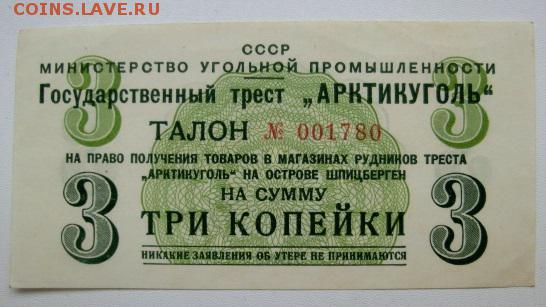 COINS.LAVE.RU
СССР
МИНИСТЕРСТВО УГОЛЬНОЙ ПРОМЫШЛЕННОСТИ
Государственный трест „АРКТИКУГОЛЬ“
3 3
ТАЛОН № 001780
НА ПРАВО ПОЛУЧЕНИЯ ТОВАРОВ В МАГАЗИНАХ РУДНИКОВ ТРЕСТА
„АРКТИКУГОЛЬ“ НА ОСТРОВЕ ШПИЦБЕРГЕН
НА СУММУ
3 ТРИ КОПЕЙКИ 3
НИКАКИЕ ЗАЯВЛЕНИЯ ОБ УТЕРЕ НЕ ПРИНИМАЮТСЯ